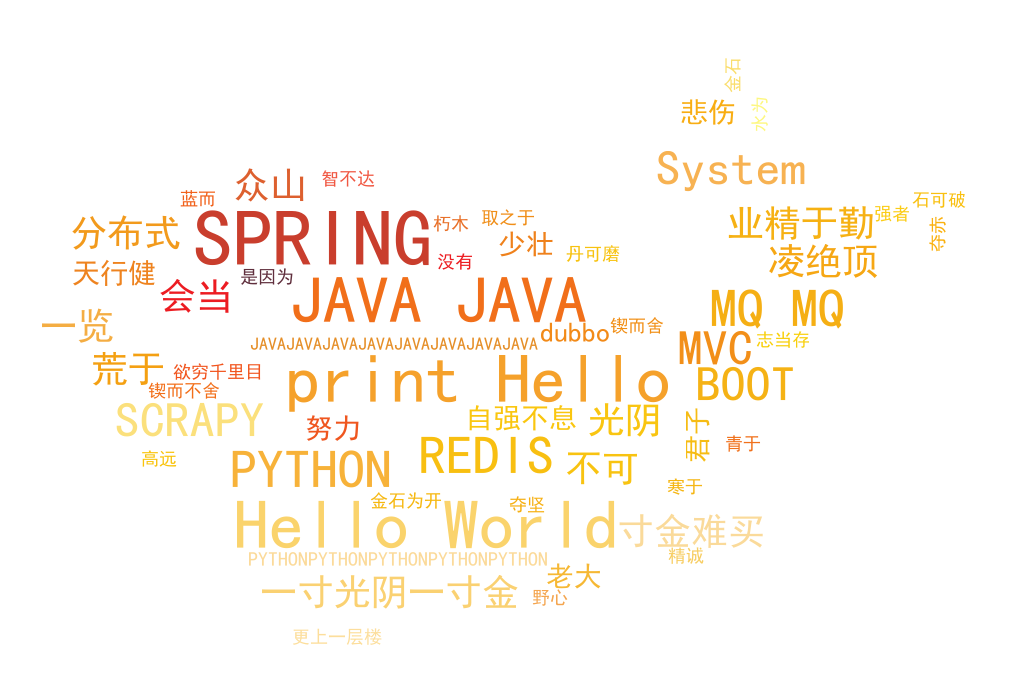 金石
悲伤
水为
System
众山
智不达
蓝而
SPRING
朽木
取之于
业精于勤
强者
石可破
夺赤
分布式
少壮
丹可磨
没有
凌绝顶
天行健
是因为
会当
JAVA JAVA
MQ MQ
一览
JAVAJAVAJAVAJAVAJAVAJAVAJAVAJAVA
dubbo
锲而舍
MVC
志当存
荒于
欲穷千里目
print Hello
BOOT
锲而不舍
SCRAPY
努力
自强不息
光阴
君子
青于
高远
PYTHON
REDIS
不可
寒于
金石为开
夺坚
Hello World
寸金难买
PYTHONPYTHONPYTHONPYTHONPYTHON
精诚
一寸光阴一寸金
老大
野心
更上一层楼